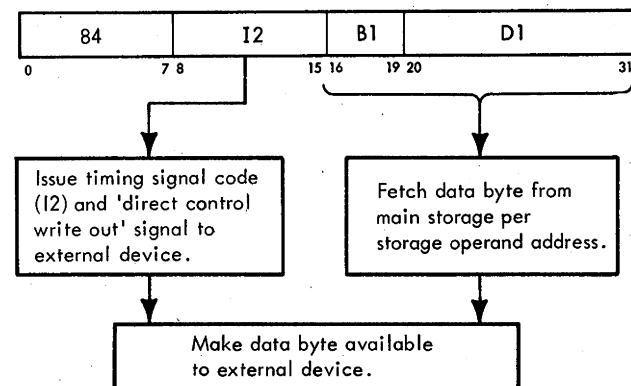 84 I2 B1 D1
0 7 8 15 16 19 20 31
Issue timing signal code
(I2) and 'direct control
write out' signal to
external device.
Fetch data byte from
main storage per
storage operand address.
Make data byte available
to external device.